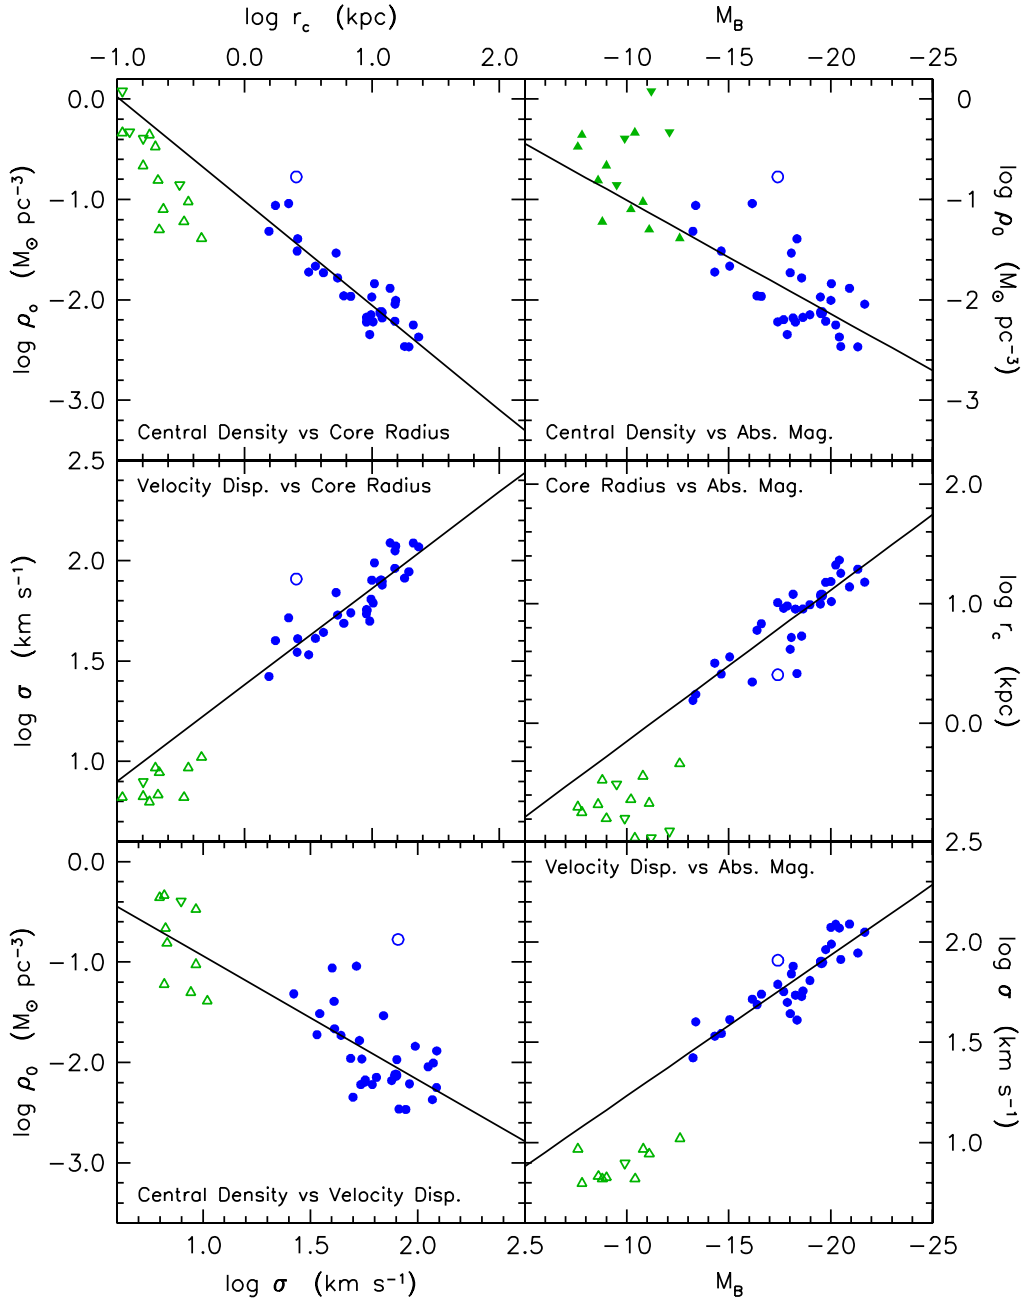 log r_c (kpc)
M_B
−1.0 0.0 1.0 2.0
−10 −15 −20 −25
0.0
−1.0
−2.0
−3.0
log ρ_o (M_⊙ pc⁻³)
Central Density vs Core Radius
Central Density vs Abs. Mag.
0
−1
−2
−3
log ρ_0 (M_⊙ pc⁻³)
2.5
2.0
1.5
1.0
log σ (km s⁻¹)
Velocity Disp. vs Core Radius
Core Radius vs Abs. Mag.
2.0
1.0
0.0
log r_c (kpc)
0.0
−1.0
−2.0
−3.0
log ρ_0 (M_⊙ pc⁻³)
Central Density vs Velocity Disp.
Velocity Disp. vs Abs. Mag.
2.5
2.0
1.5
1.0
log σ (km s⁻¹)
1.0 1.5 2.0 2.5
−10 −15 −20 −25
log σ (km s⁻¹)
M_B